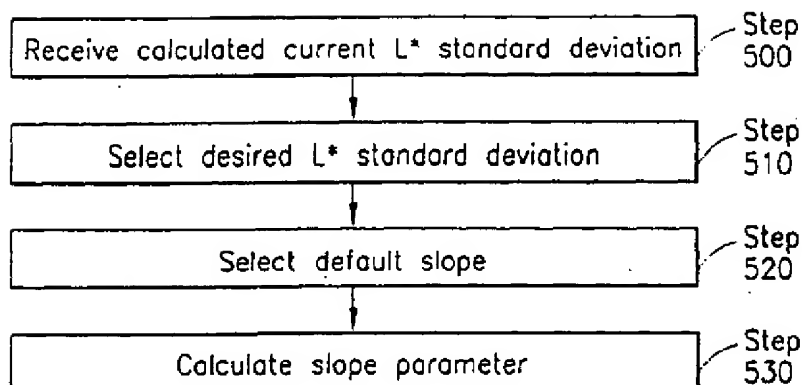 Receive calculated current L* standard deviation
Step
500
Select desired L* standard deviation
Step
510
Select default slope
Step
520
Calculate slope parameter
Step
530